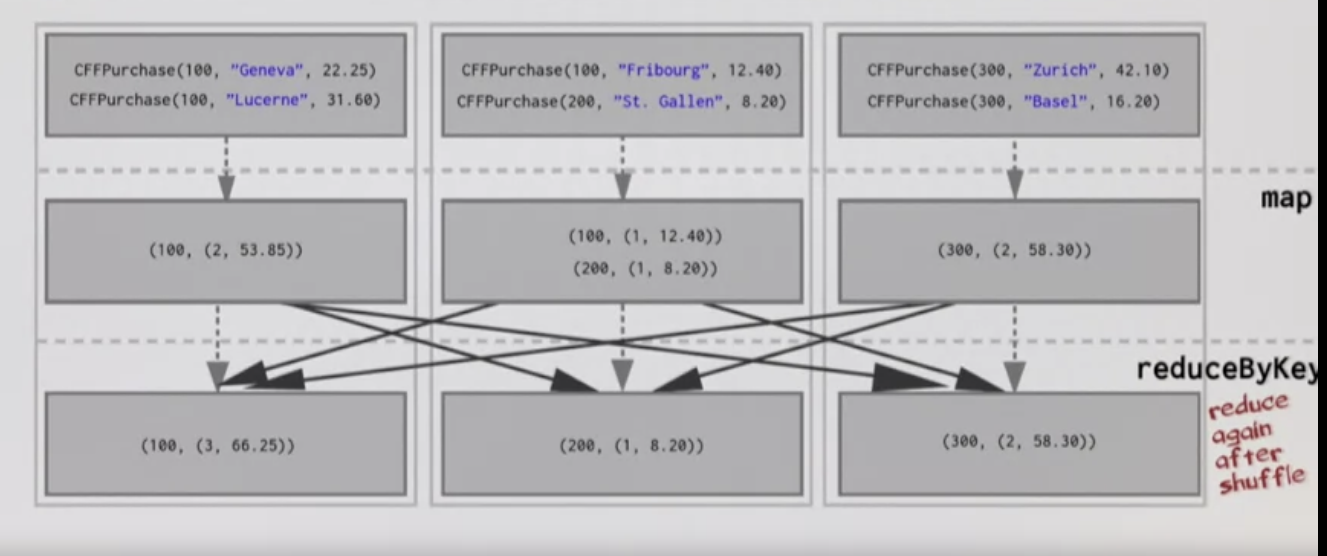 CFFPurchase(100, "Geneva", 22.25)
CFFPurchase(100, "Lucerne", 31.60)
CFFPurchase(100, "Fribourg", 12.40)
CFFPurchase(200, "St. Gallen", 8.20)
CFFPurchase(300, "Zurich", 42.10)
CFFPurchase(300, "Basel", 16.20)
map
(100, (2, 53.85))
(100, (1, 12.40))
(200, (1, 8.20))
(300, (2, 58.30))
reduceByKey
(100, (3, 66.25))
(200, (1, 8.20))
(300, (2, 58.30))
reduce
again
after
shuffle